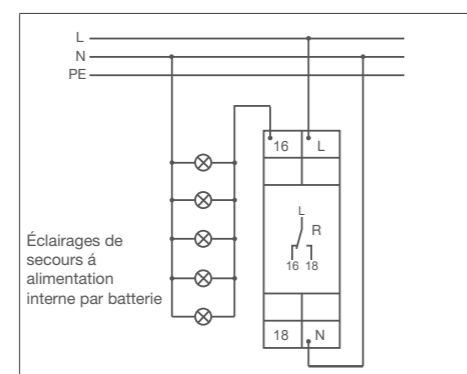 L
N
PE
16 L
L
R
16 18
Éclairages de
secours á
alimentation
interne par batterie
18 N